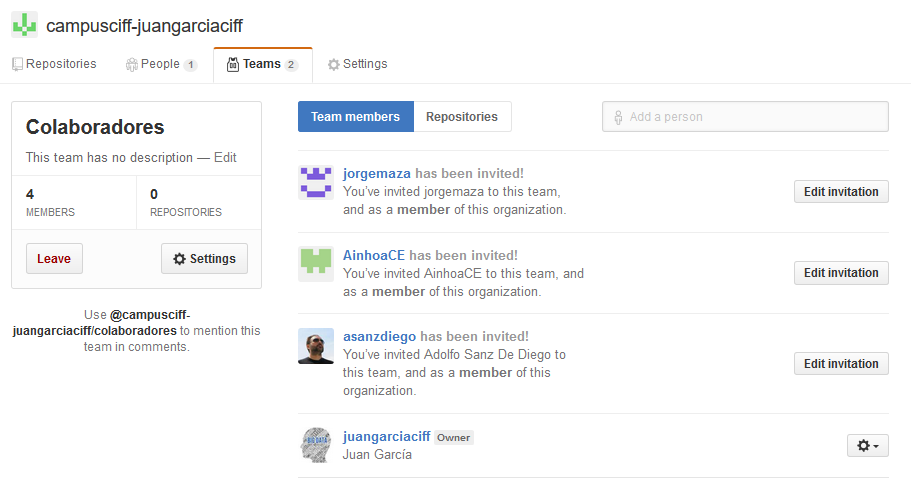 campusciff-juangarciaciff
Repositories People 1 Teams 2 Settings
Colaboradores
This team has no description — Edit
4
MEMBERS
0
REPOSITORIES
Leave
Settings
Use @campusciff-
juangarciaciff/colaboradores to mention this
team in comments.
Team members Repositories
Add a person
jorgemaza has been invited!
You've invited jorgemaza to this team,
and as a member of this organization.
Edit invitation
AinhoaCE has been invited!
You've invited AinhoaCE to this team, and
as a member of this organization.
Edit invitation
asanzdiego has been invited!
You've invited Adolfo Sanz De Diego to
this team, and as a member of this
organization.
Edit invitation
BIG DATA
juangarciaciff Owner
Juan García